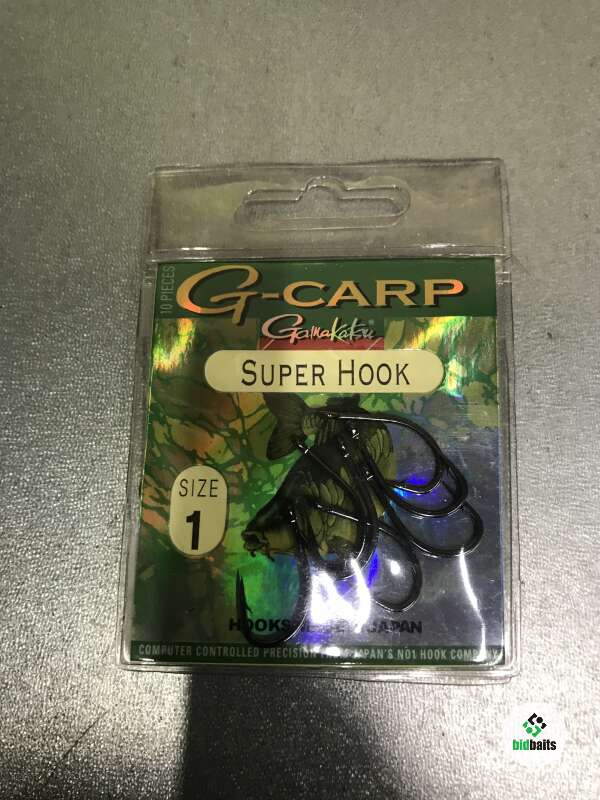 10 PIECES
G-CARP
Gamakatsu
SUPER HOOK
SIZE
1
HOOKS JAPAN
COMPUTER CONTROLLED PRECISION JAPAN'S NO1 HOOK COMPANY
bidbaits